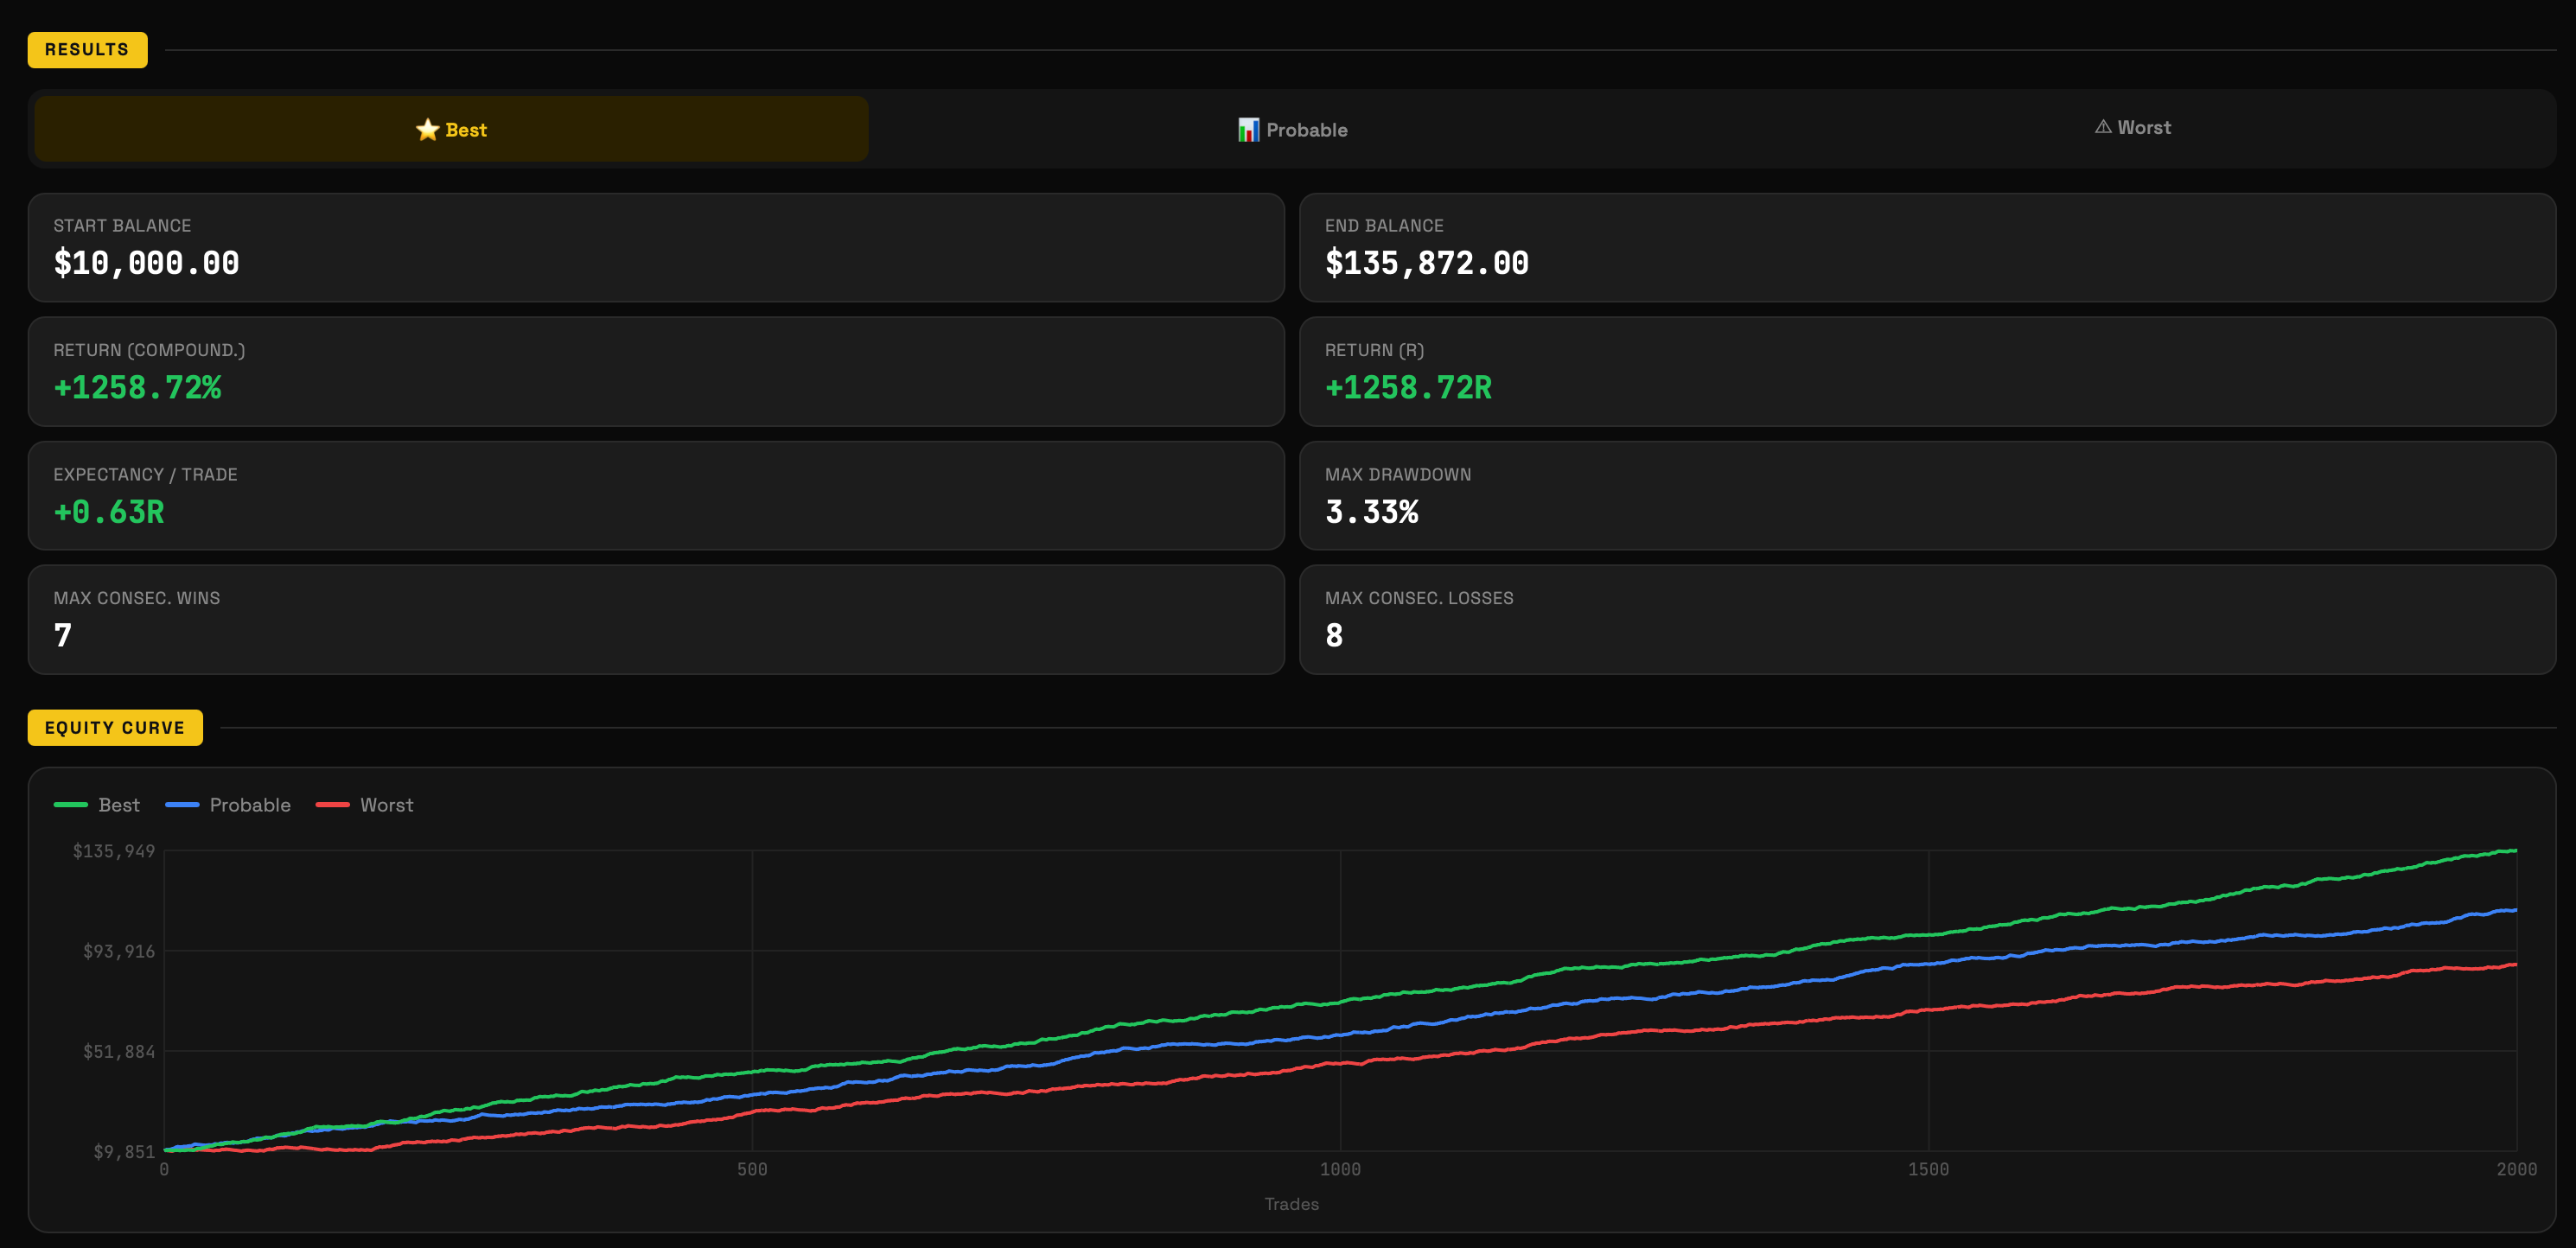 RESULTS
⭐ Best
📊 Probable
⚠ Worst
START BALANCE
$10,000.00
END BALANCE
$135,872.00
RETURN (COMPOUND.)
+1258.72%
RETURN (R)
+1258.72R
EXPECTANCY / TRADE
+0.63R
MAX DRAWDOWN
3.33%
MAX CONSEC. WINS
7
MAX CONSEC. LOSSES
8
EQUITY CURVE
Best Probable Worst
$135,949
$93,916
$51,884
$9,851
0 500 1000 1500 2000
Trades